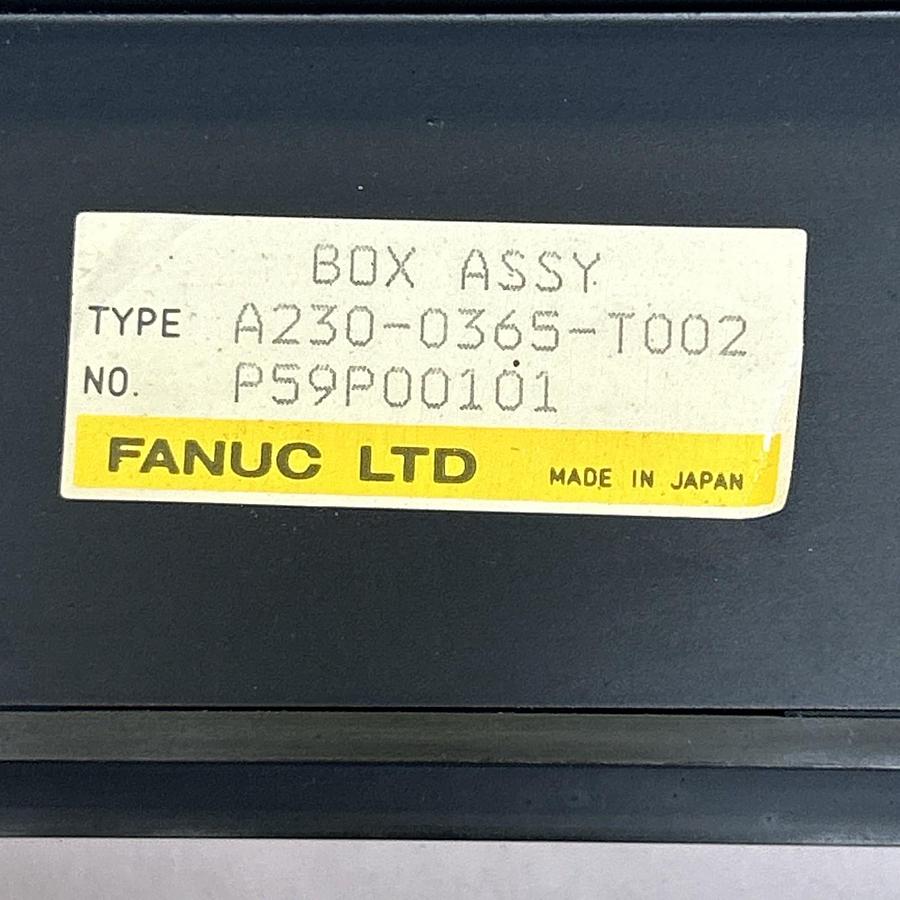 BOX ASSY
TYPE A230-0365-T002
NO. P59P00101
FANUC LTD MADE IN JAPAN